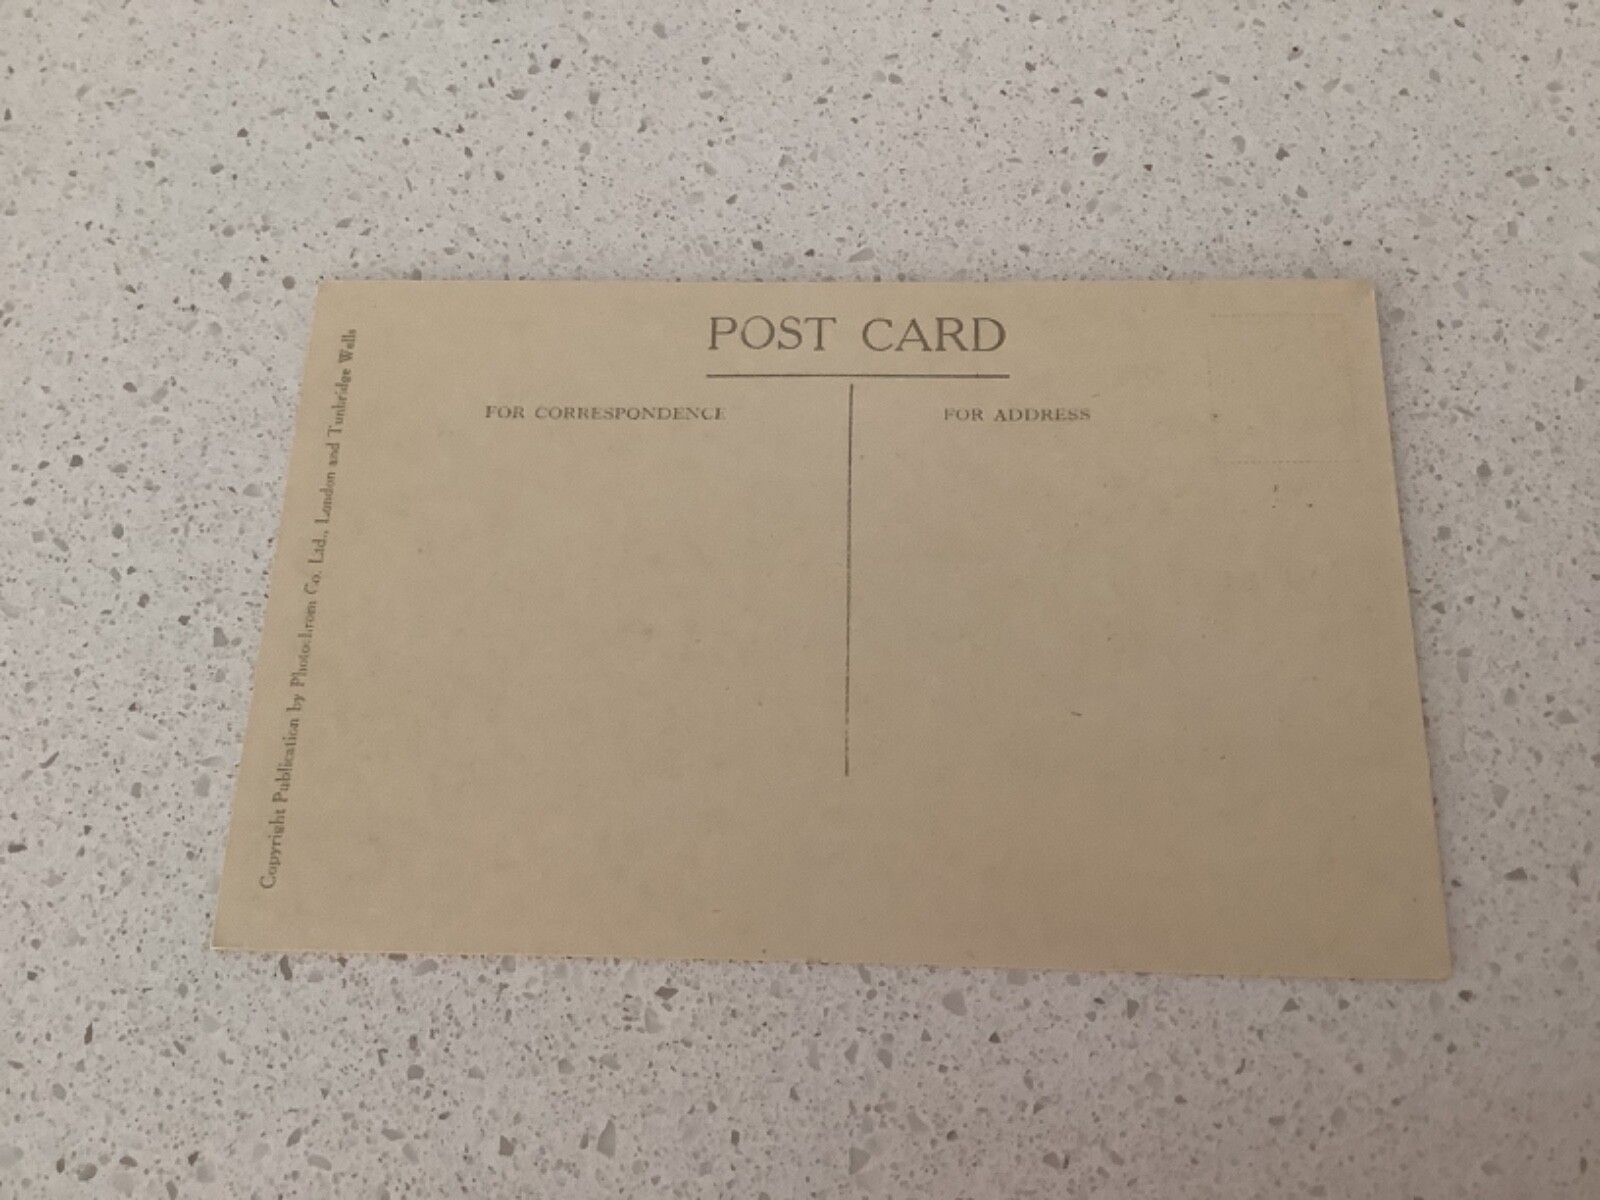 POST CARD
FOR CORRESPONDENCE
FOR ADDRESS
Copyright Publication by Photochrom Co. Ltd., London and Tunbridge Wells